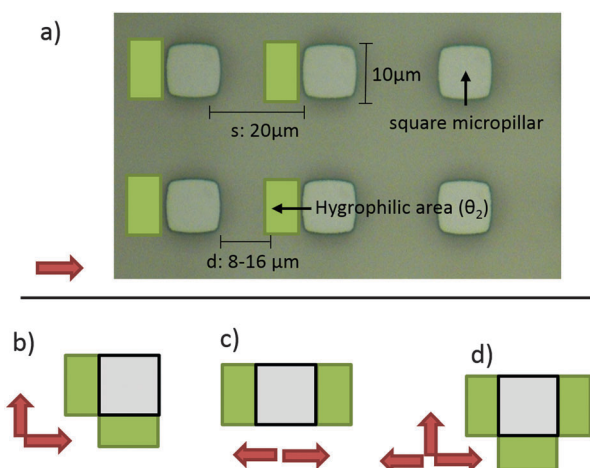 a)
10μm
s: 20μm
square micropillar
Hygrophilic area (θ₂)
d: 8-16 μm
b)
c)
d)